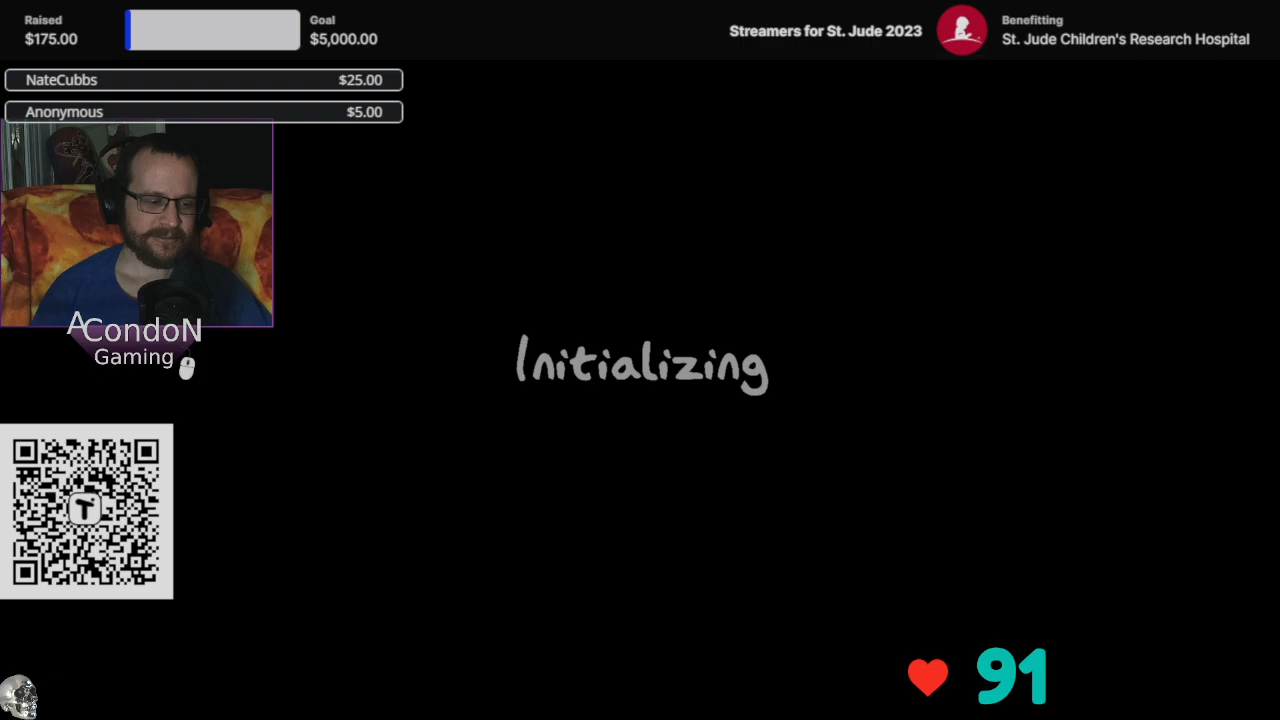 Raised
$175.00
Goal
$5,000.00
Streamers for St. Jude 2023
Benefitting
St. Jude Children's Research Hospital
NateCubbs $25.00
Anonymous $5.00
ACondoN
Gaming
Initializing
T
91